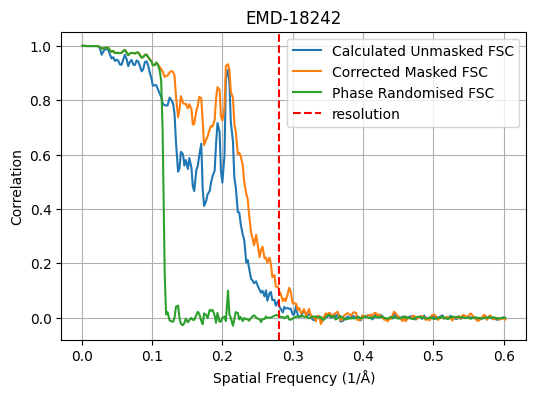 EMD-18242
Calculated Unmasked FSC
Corrected Masked FSC
Phase Randomised FSC
resolution
Correlation
1.0
0.8
0.6
0.4
0.2
0.0
0.0 0.1 0.2 0.3 0.4 0.5 0.6
Spatial Frequency (1/Å)